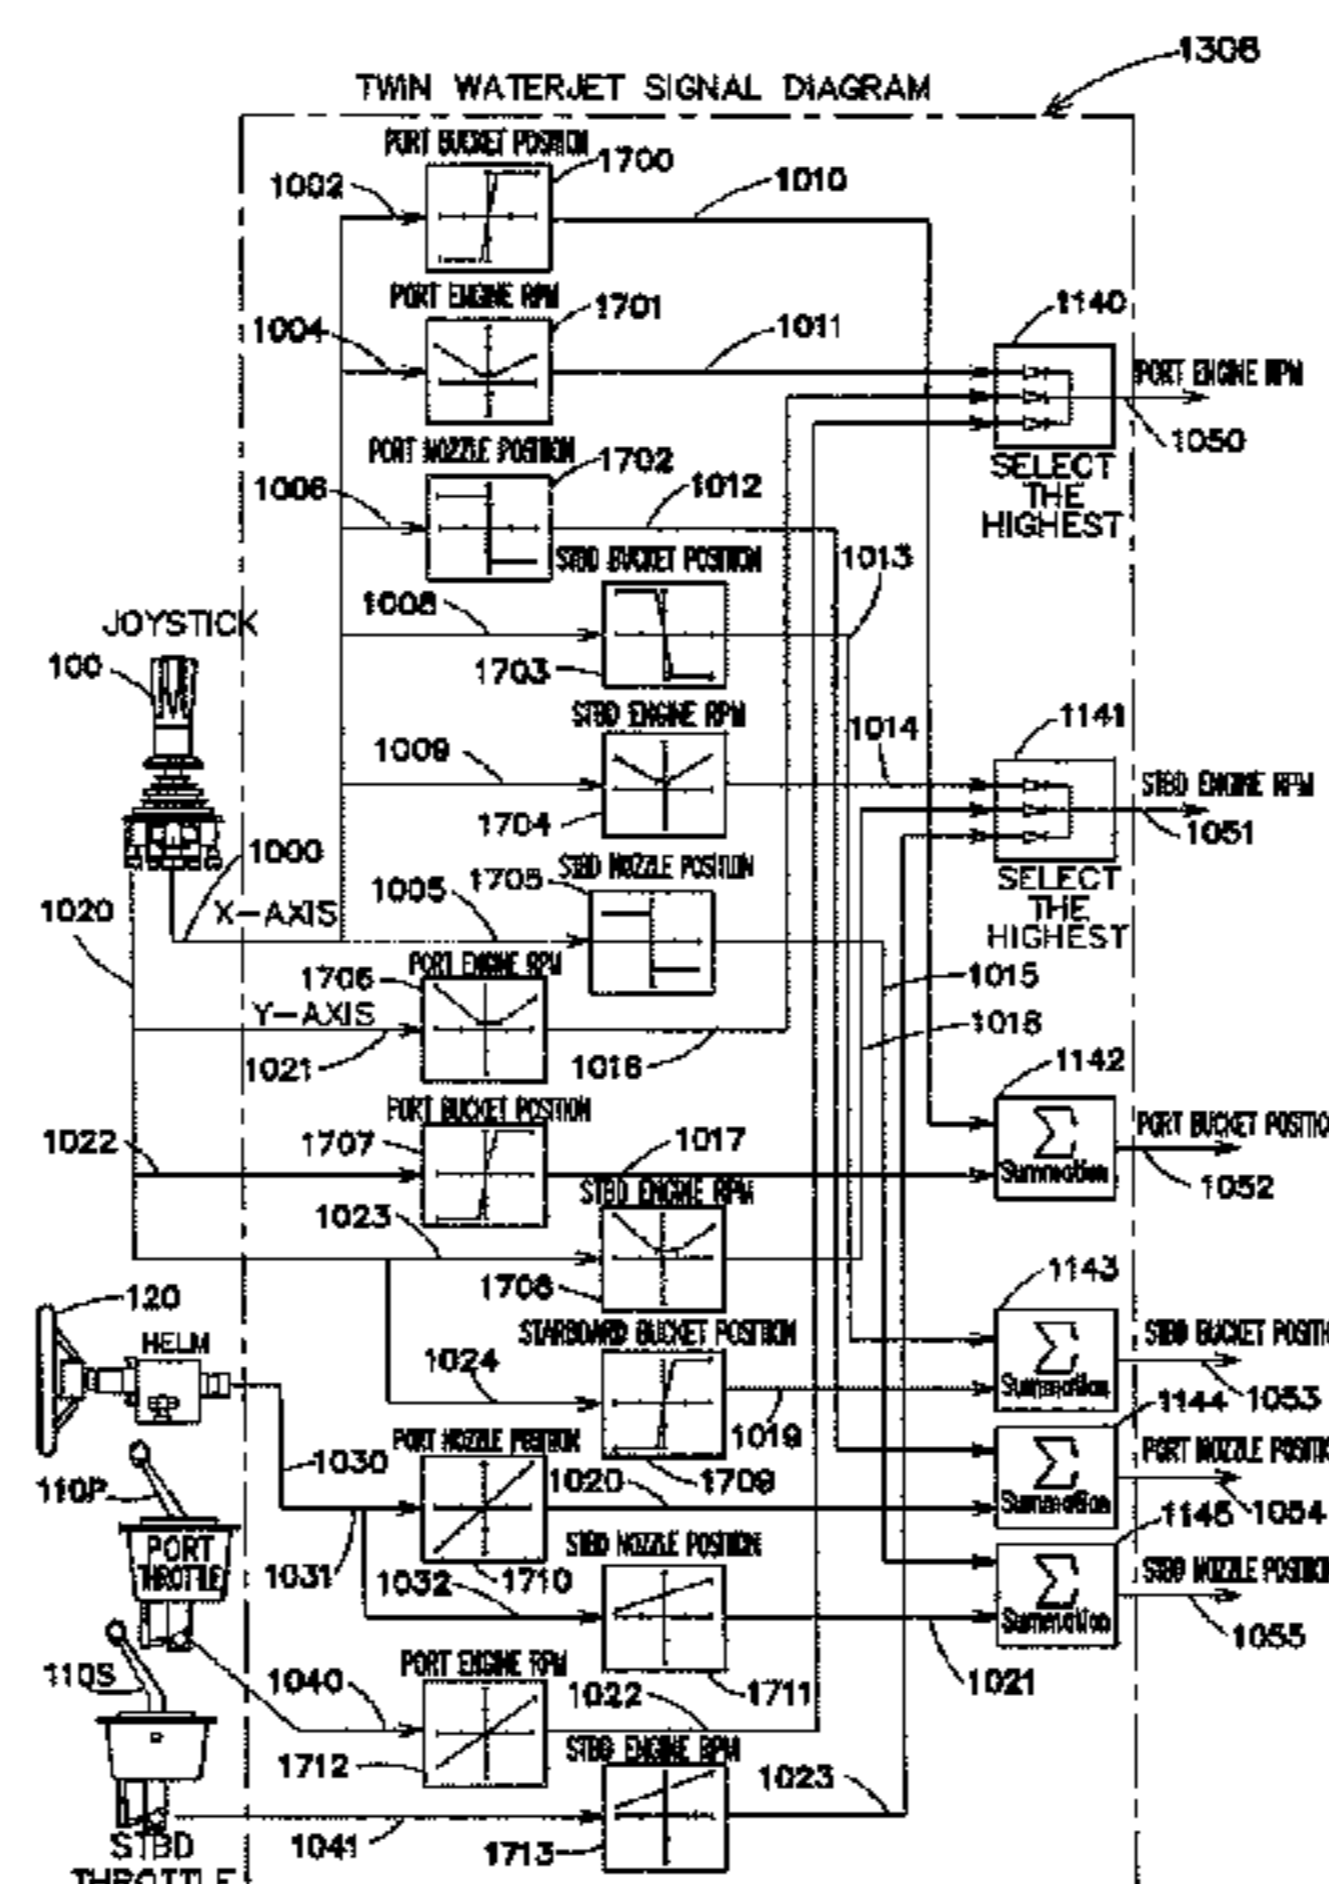 1306
TWIN WATERJET SIGNAL DIAGRAM
PORT BUCKET POSITION
1700
1002
1010
PORT ENGINE RPM
1701
1004
1011
1140
PORT ENGINE RPM
1050
SELECT
THE
HIGHEST
PORT NOZZLE POSITION
1702
1006
1012
STBD BUCKET POSITION
1013
1008
1703
JOYSTICK
100
STBD ENGINE RPM
1009
1704
1014
1141
STBD ENGINE RPM
1051
SELECT
THE
HIGHEST
1000
STBD NOZZLE POSITION
1705
1005
1020
X-AXIS
PORT ENGINE RPM
1706
1015
Y-AXIS
1018
1021
1016
1142
PORT BUCKET POSITION
1707
1022
1017
Summation
PORT BUCKET POSITIO
1052
STBD ENGINE RPM
1023
1708
1143
120
HELM
STARBOARD BUCKET POSITION
1024
1019
1709
Summation
STBD BUCKET POSITI
1053
1144
PORT NOZZLE POSITION
1030
1020
110P
PORT
THROTTLE
1031
1710
Summation
PORT NOZZLE POSITI
1054
1145
STBD NOZZLE POSITION
1032
1711
Summation
STBD NOZZLE POSITION
1055
1021
110S
PORT ENGINE RPM
1040
1022
1712
STBD ENGINE RPM
1023
1041
1713
STBD
THROTTLE